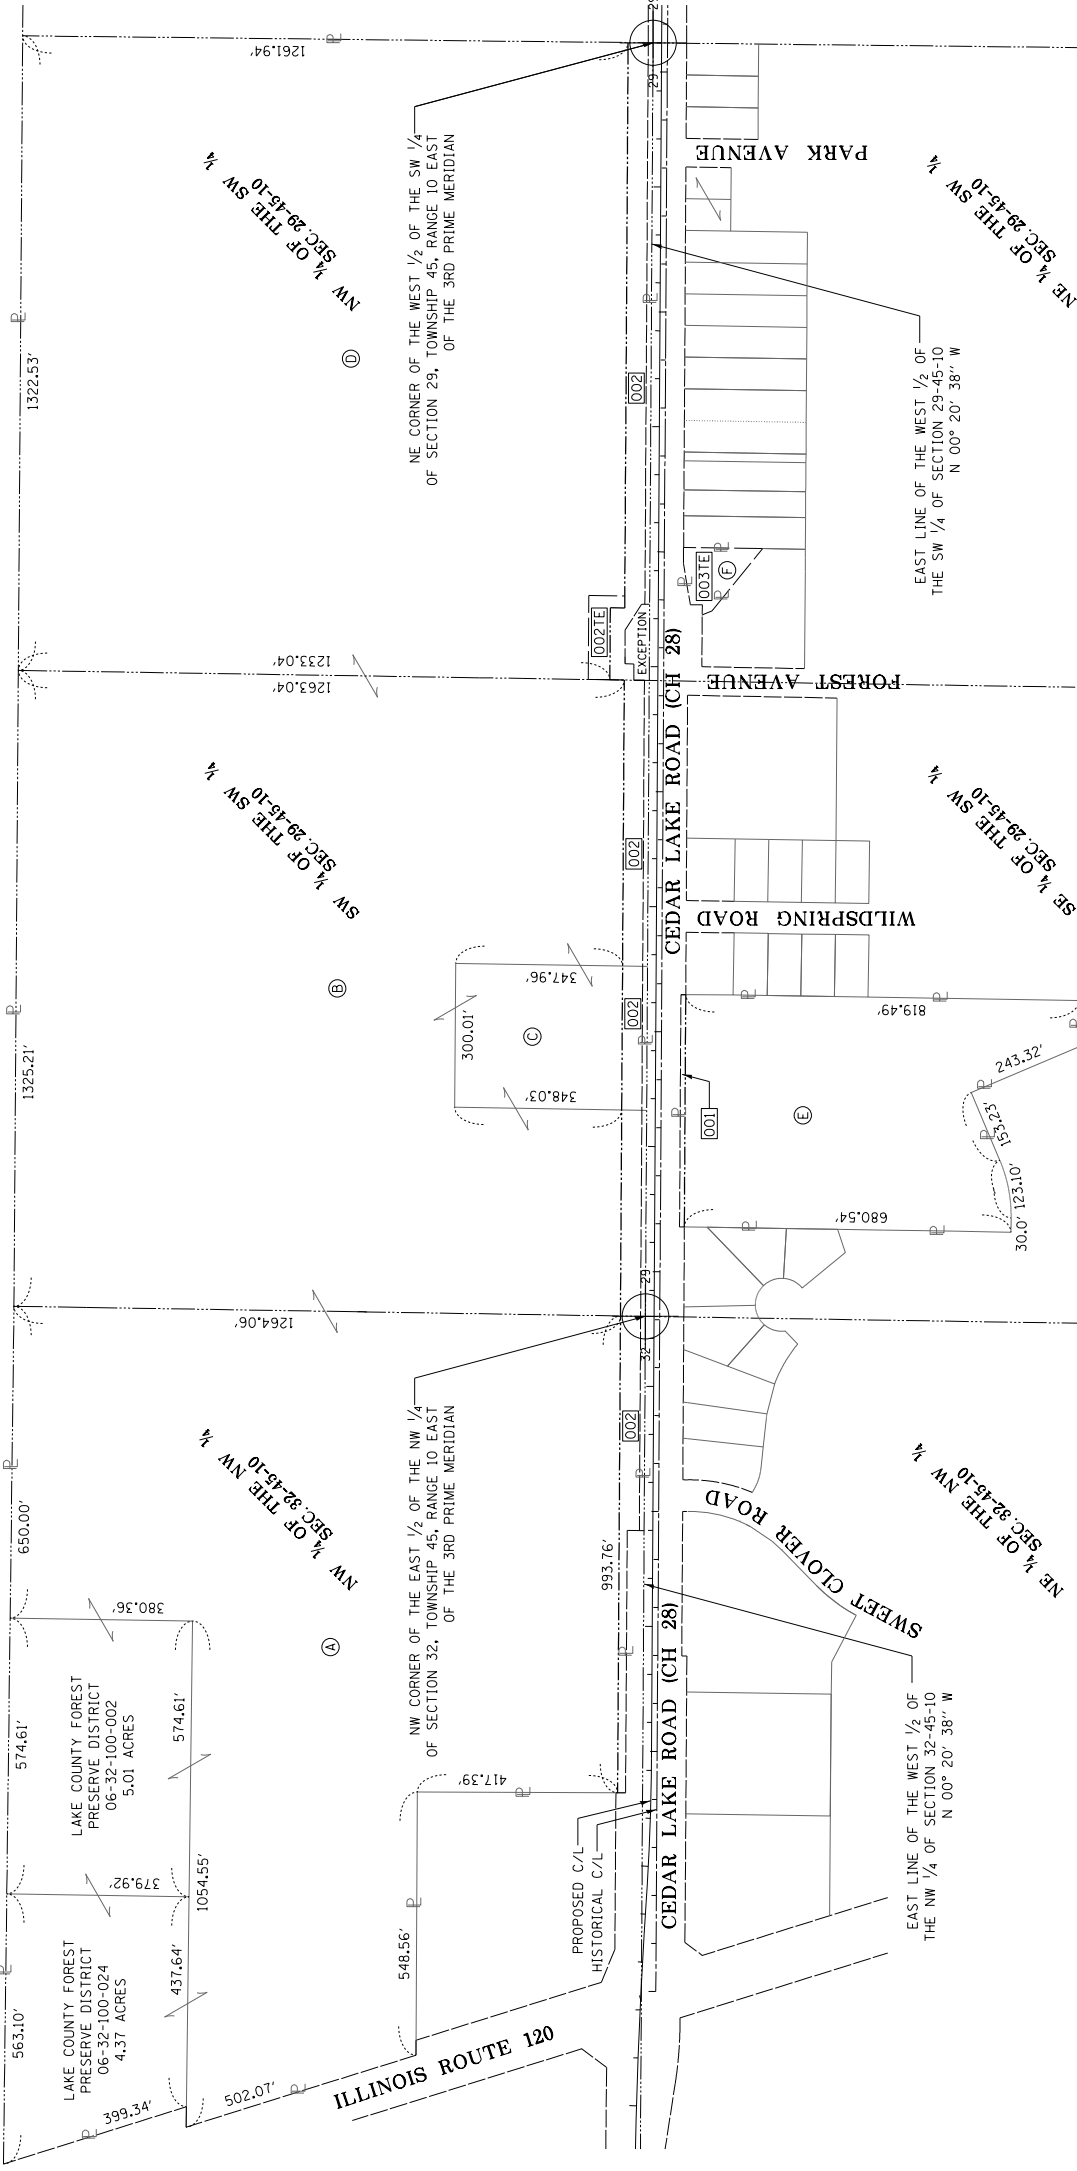 1261.94'
NW ¼ OF THE SW ¼
SEC. 29-45-10
1322.53'
D
NE CORNER OF THE WEST ½ OF THE SW ¼
OF SECTION 29, TOWNSHIP 45, RANGE 10 EAST
OF THE 3RD PRIME MERIDIAN
29
PARK AVENUE
NE ¼ OF THE SW ¼
SEC. 29-45-10
EAST LINE OF THE WEST ½ OF
THE SW ¼ OF SECTION 29-45-10
N 00° 20' 38'' W
002
002TE
EXCEPTION
003TE
F
1233.04'
1263.04'
FOREST AVENUE
CEDAR LAKE ROAD (CH 28)
SW ¼ OF THE SW ¼
SEC. 29-45-10
B
1325.21'
002
WILDSPRING ROAD
SE ¼ OF THE SW ¼
SEC. 29-45-10
347.96'
300.01'
C
348.03'
002
001
E
819.49'
243.32'
153.23'
123.10'
30.0'
680.54'
1264.06'
29
32
NW CORNER OF THE EAST ½ OF THE NW ¼
OF SECTION 32, TOWNSHIP 45, RANGE 10 EAST
OF THE 3RD PRIME MERIDIAN
002
NW ¼ OF THE NW ¼
SEC. 32-45-10
650.00'
A
993.76'
SWEET CLOVER ROAD
NE ¼ OF THE NW ¼
SEC. 32-45-10
380.36'
LAKE COUNTY FOREST
PRESERVE DISTRICT
06-32-100-002
5.01 ACRES
574.61'
574.61'
417.39'
CEDAR LAKE ROAD (CH 28)
EAST LINE OF THE WEST ½ OF
THE NW ¼ OF SECTION 32-45-10
N 00° 20' 38'' W
PROPOSED C/L
HISTORICAL C/L
379.92'
1054.55'
LAKE COUNTY FOREST
PRESERVE DISTRICT
06-32-100-024
4.37 ACRES
563.10'
437.64'
548.56'
399.34'
502.07'
ILLINOIS ROUTE 120